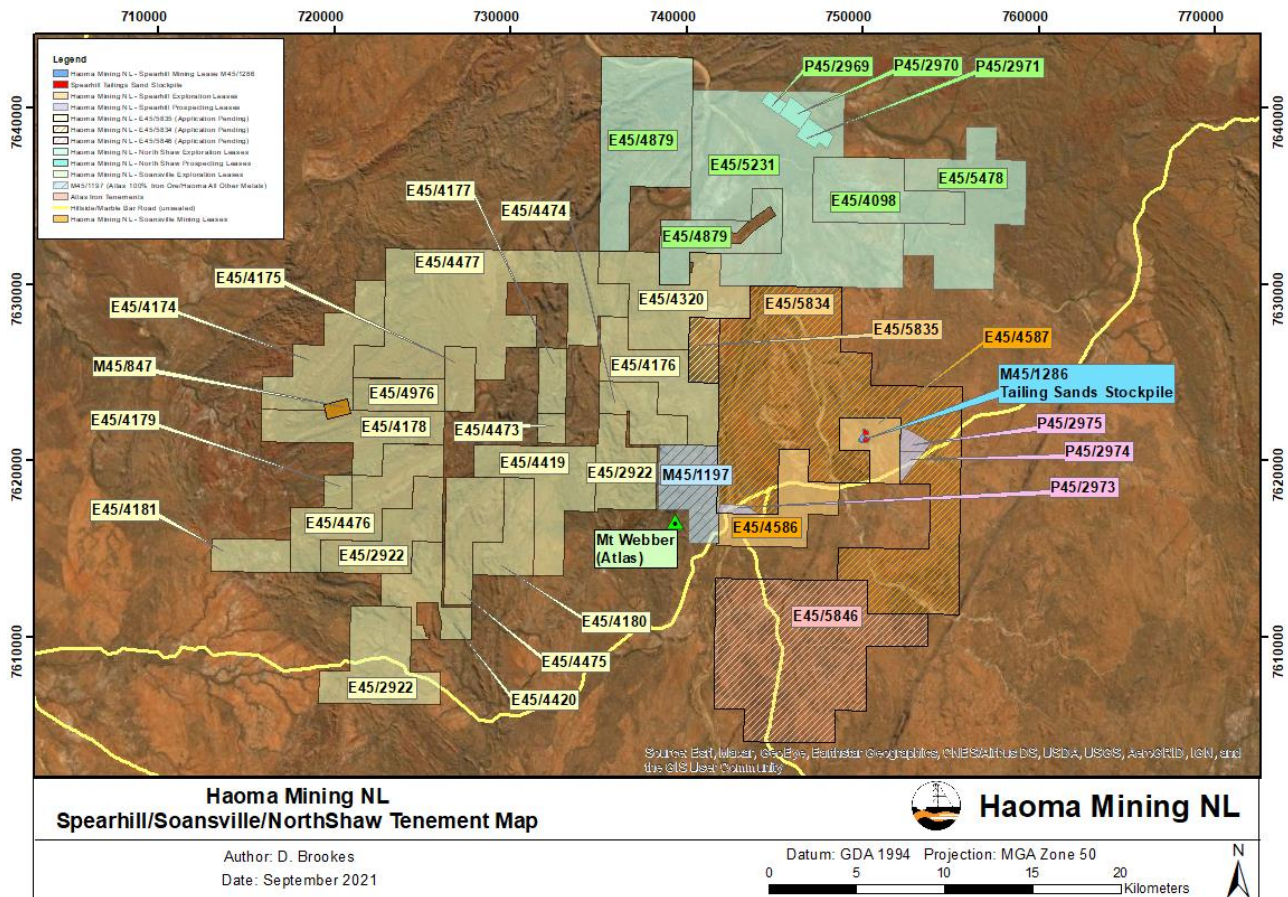 710000 720000 730000 740000 750000 760000 770000
Legend
Haoma Mining NL - Spearhill Mining Lease M45/1286
Spearhill Tailings Sand Stockpile
Haoma Mining NL - Spearhill Exploration Leases
Haoma Mining NL - Spearhill Prospecting Leases
Haoma Mining NL - E45/5835 (Application Pending)
Haoma Mining NL - E45/5834 (Application Pending)
Haoma Mining NL - E45/5846 (Application Pending)
Haoma Mining NL - North Shaw Exploration Leases
Haoma Mining NL - North Shaw Prospecting Leases
Haoma Mining NL - Soansville Exploration Leases
M45/1197 (Atlas 100% Iron Ore/Haoma All Other Metals)
Atlas Iron Tenements
Hillside/Marble Bar Road (unsealed)
Haoma Mining NL - Soansville Mining Leases
P45/2969
P45/2970
P45/2971
7640000
7640000
E45/4879
E45/5231
E45/5478
E45/4098
E45/4177
E45/4474
E45/4879
E45/4477
E45/4175
7630000
7630000
E45/4320
E45/5834
E45/4174
E45/5835
E45/4587
M45/847
E45/4176
M45/1286
Tailing Sands Stockpile
E45/4976
E45/4179
E45/4178
E45/4473
P45/2975
P45/2974
7620000
7620000
E45/4419
E45/2922
M45/1197
P45/2973
E45/4181
E45/4476
E45/4586
Mt Webber
(Atlas)
E45/2922
E45/4180
E45/5846
7610000
7610000
E45/4475
E45/2922
E45/4420
Source: Esri, Maxar, GeoEye, Earthstar Geographics, CNES/Airbus DS, USDA, USGS, AeroGRID, IGN, and
the GIS User Community
Haoma Mining NL
Spearhill/Soansville/NorthShaw Tenement Map
Haoma Mining NL
Author: D. Brookes
Date: September 2021
Datum: GDA 1994 Projection: MGA Zone 50
0 5 10 15 20
Kilometers
N